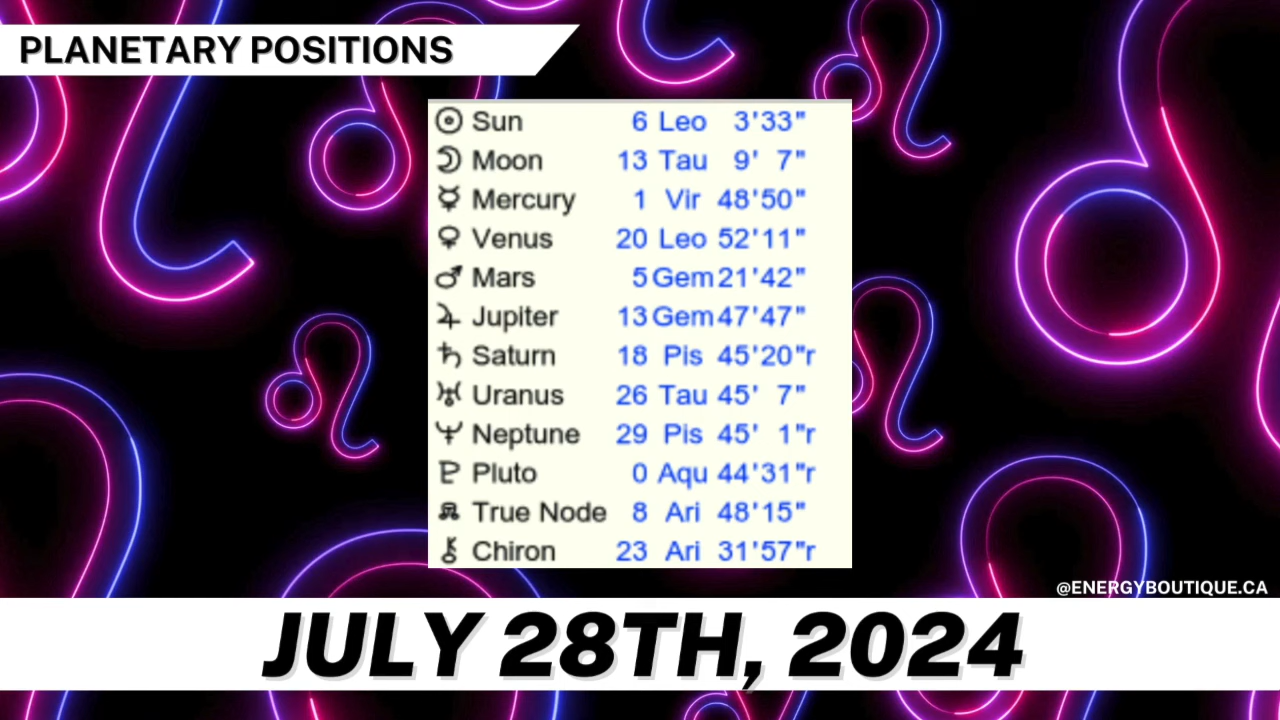 PLANETARY POSITIONS
Sun 6 Leo 3'33"
Moon 13 Tau 9' 7"
Mercury 1 Vir 48'50"
Venus 20 Leo 52'11"
Mars 5 Gem 21'42"
Jupiter 13 Gem 47'47"
Saturn 18 Pis 45'20"r
Uranus 26 Tau 45' 7"
Neptune 29 Pis 45' 1"r
Pluto 0 Aqu 44'31"r
True Node 8 Ari 48'15"
Chiron 23 Ari 31'57"r
@ENERGYBOUTIQUE.CA
JULY 28TH, 2024